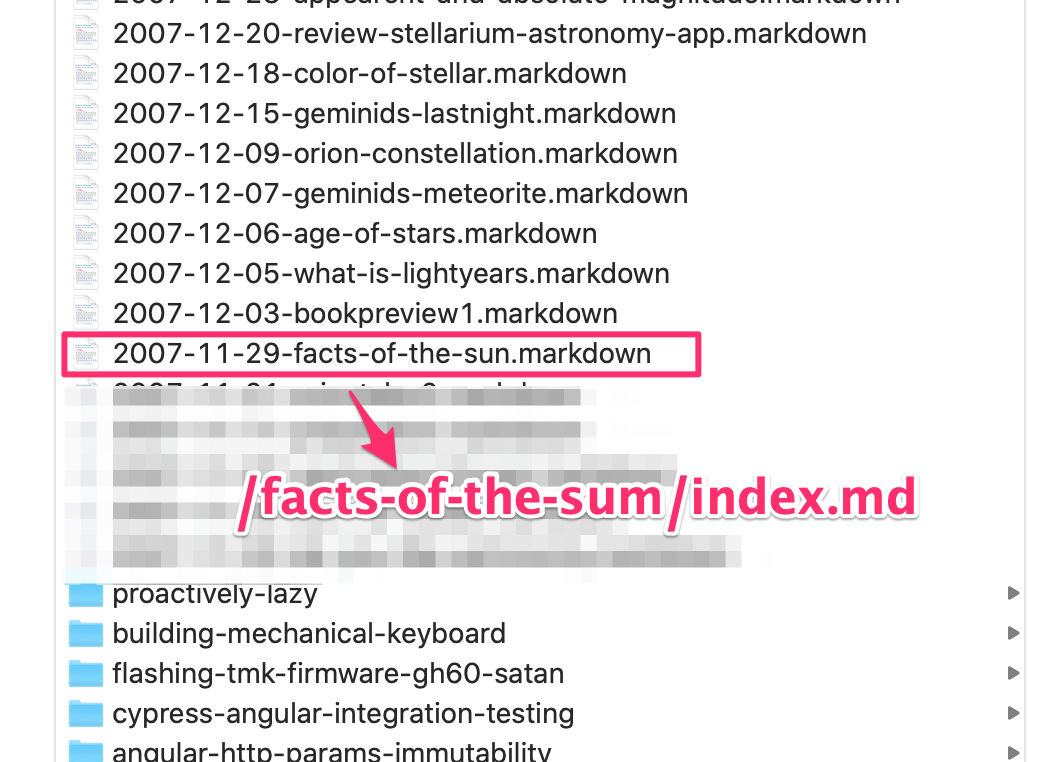 2007-12-20-review-stellarium-astronomy-app.markdown
2007-12-18-color-of-stellar.markdown
2007-12-15-geminids-lastnight.markdown
2007-12-09-orion-constellation.markdown
2007-12-07-geminids-meteorite.markdown
2007-12-06-age-of-stars.markdown
2007-12-05-what-is-lightyears.markdown
2007-12-03-bookpreview1.markdown
2007-11-29-facts-of-the-sun.markdown
/facts-of-the-sum/index.md
proactively-lazy
building-mechanical-keyboard
flashing-tmk-firmware-gh60-satan
cypress-angular-integration-testing
angular-http-params-immutability